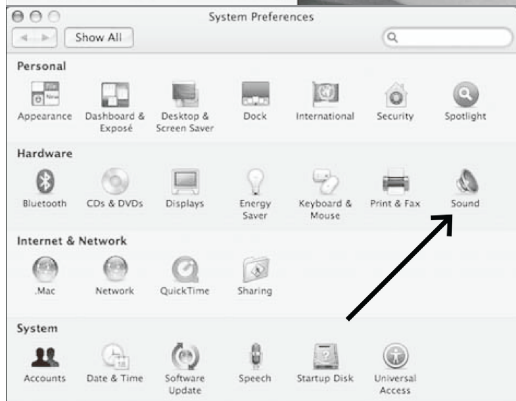 System Preferences
Show All
Personal
Appearance Dashboard & Exposé Desktop & Screen Saver Dock International Security Spotlight
Hardware
Bluetooth CDs & DVDs Displays Energy Saver Keyboard & Mouse Print & Fax Sound
Internet & Network
.Mac Network QuickTime Sharing
System
Accounts Date & Time Software Update Speech Startup Disk Universal Access